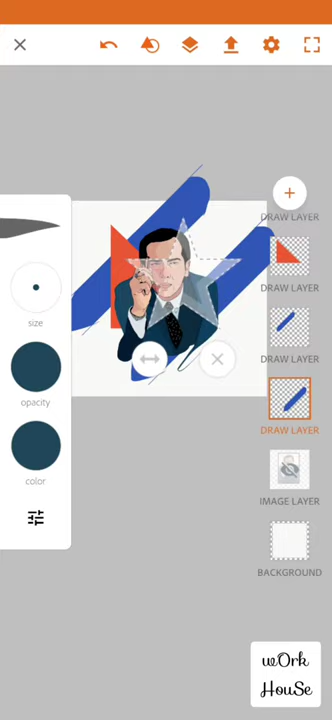 DRAW LAYER
DRAW LAYER
DRAW LAYER
DRAW LAYER
IMAGE LAYER
BACKGROUND
size
opacity
color
wOrk
HouSe